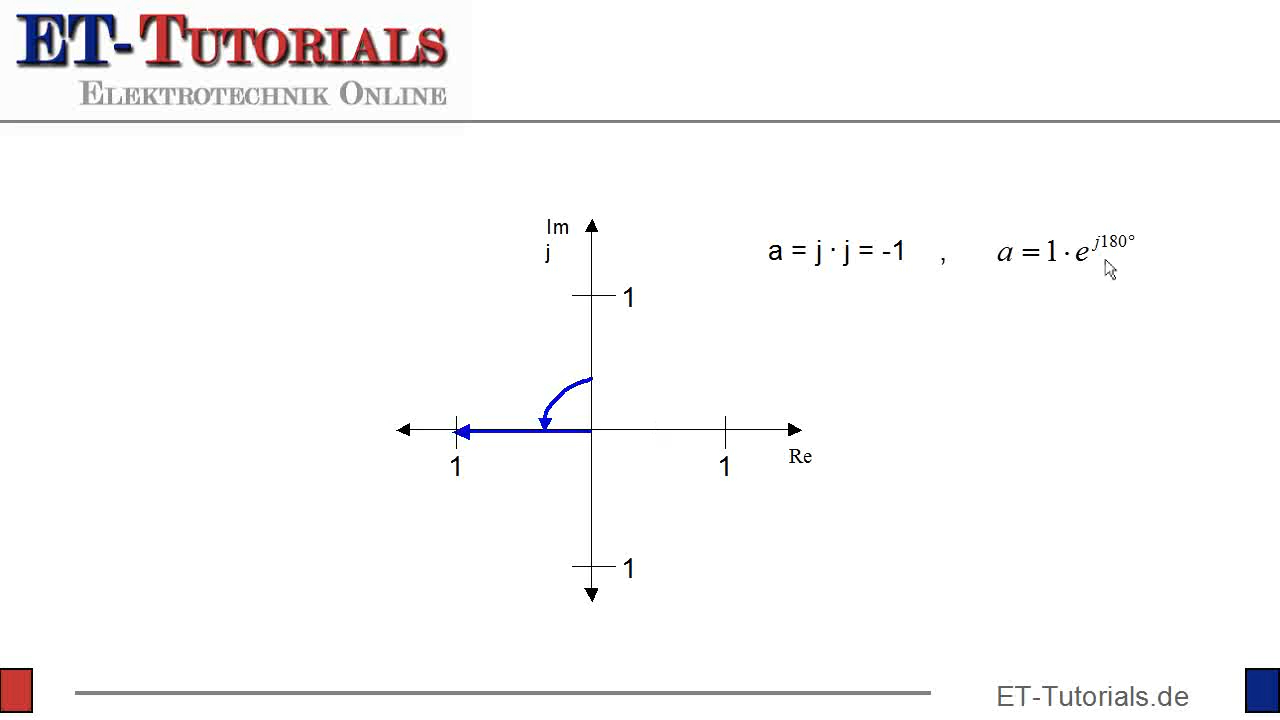 ET-TUTORIALS
ELEKTROTECHNIK ONLINE
Im
j
a = j · j = -1 , a = 1 · e^{j180°}
1
1
1
Re
1
ET-Tutorials.de